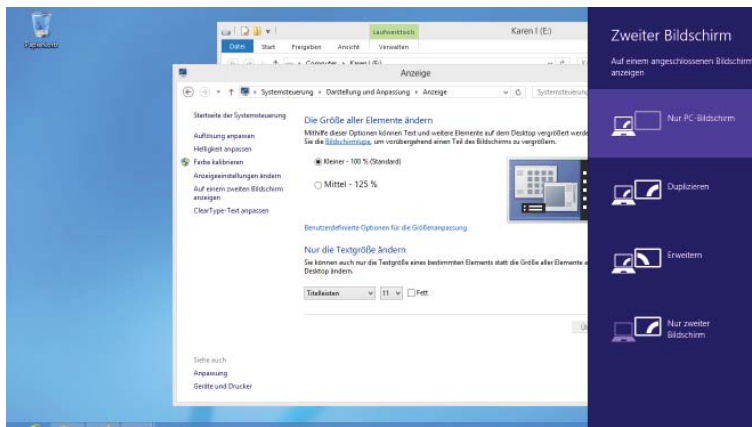 Papierkorb
Laufwerktools
Karen I (E:)
Datei Start Freigeben Ansicht Verwalten
Computer Karen I (E:)
Anzeige
Systemsteuerung Darstellung und Anpassung Anzeige
Systemsteuerung
Startseite der Systemsteuerung
Auflösung anpassen
Helligkeit anpassen
Farbe kalibrieren
Anzeigeeinstellungen ändern
Auf einem zweiten Bildschirm
anzeigen
ClearType-Text anpassen
Die Größe aller Elemente ändern
Mithilfe dieser Optionen können Text und weitere Elemente auf dem Desktop vergrößert werde
Sie die Bildschirmlupe, um vorübergehend einen Teil des Bildschirms zu vergrößern.
Kleiner - 100 % (Standard)
Mittel - 125 %
Benutzerdefinierte Optionen für die Größenanpassung
Nur die Textgröße ändern
Sie können auch nur die Textgröße eines bestimmten Elements statt die Größe aller Elemente a
Desktop ändern.
Titelleisten 11 Fett
Siehe auch
Anpassung
Geräte und Drucker
Zweiter Bildschirm
Auf einem angeschlossenen Bildschirm
anzeigen
Nur PC-Bildschirm
Duplizieren
Erweitern
Nur zweiter
Bildschirm